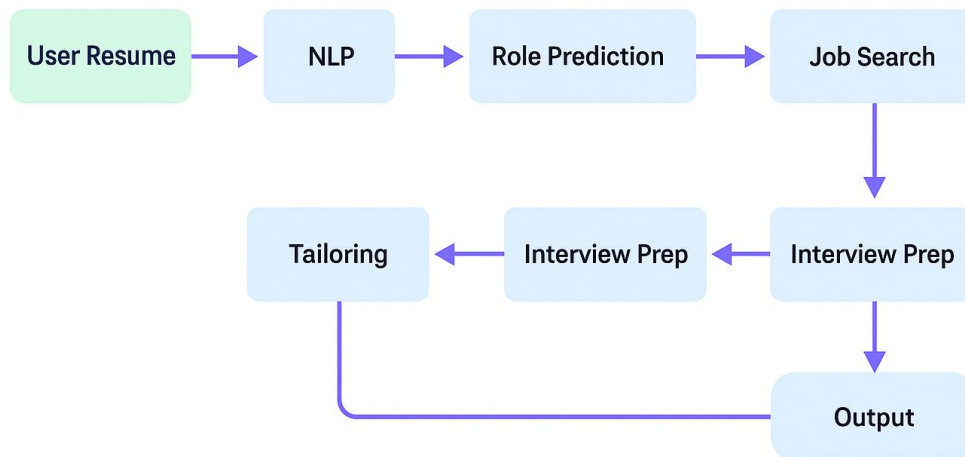 User Resume
NLP
Role Prediction
Job Search
Tailoring
Interview Prep
Interview Prep
Output